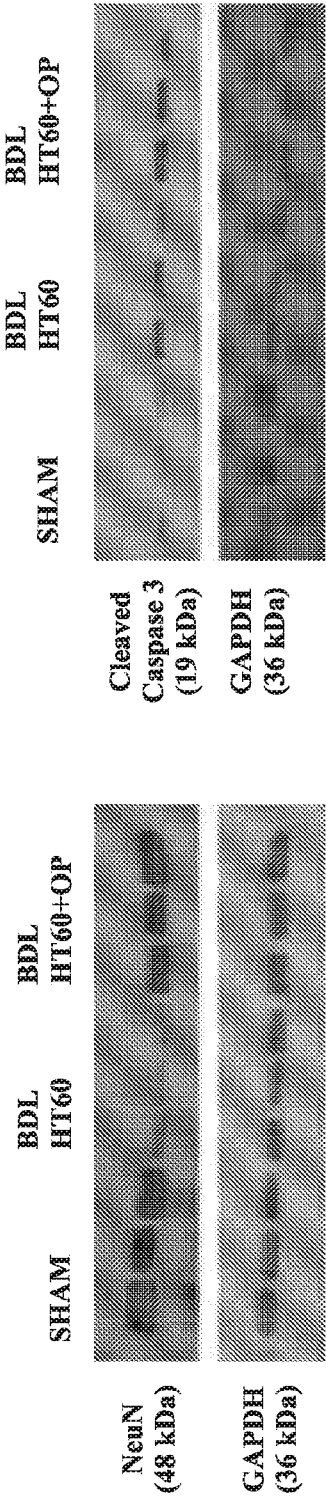 SHAM
BDL
HT60
BDL
HT60+OP
NeuN
(48 kDa)
GAPDH
(36 kDa)
SHAM
BDL
HT60
BDL
HT60+OP
Cleaved
Caspase 3
(19 kDa)
GAPDH
(36 kDa)